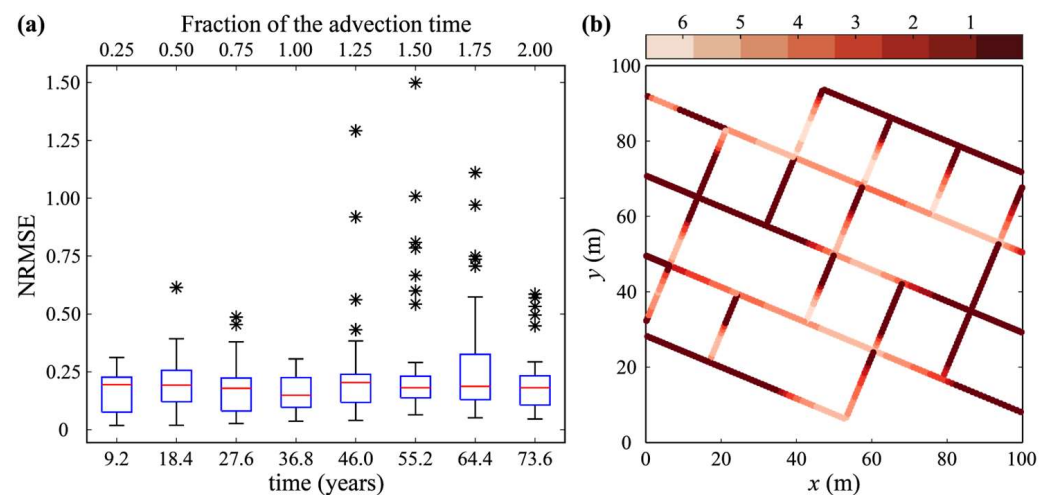 (a)
Fraction of the advection time
0.25 0.50 0.75 1.00 1.25 1.50 1.75 2.00
1.50
1.25
1.00
0.75
0.50
0.25
0
NRMSE
9.2 18.4 27.6 36.8 46.0 55.2 64.4 73.6
time (years)
(b)
6 5 4 3 2 1
100
80
60
40
20
0
y (m)
0 20 40 60 80 100
x (m)